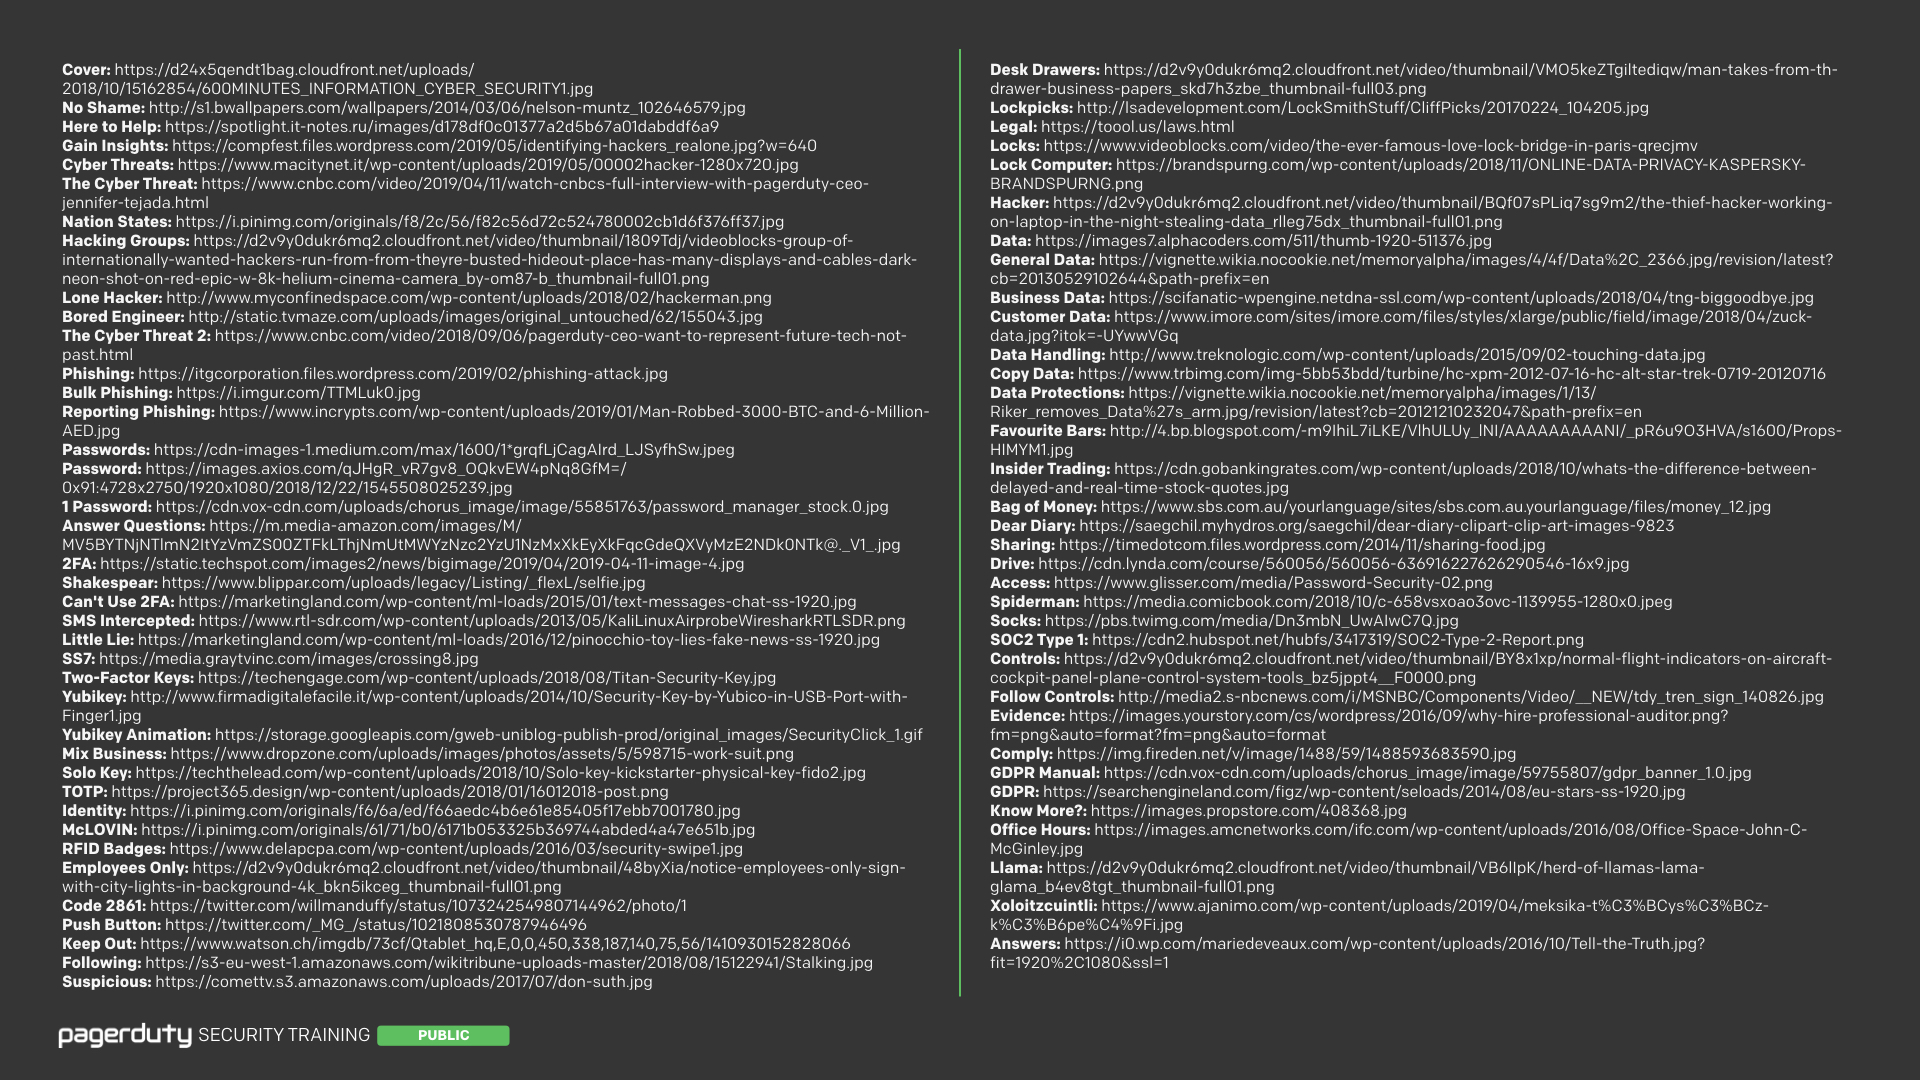 Cover: https://d24x5qendt1bag.cloudfront.net/uploads/
2018/10/15162854/600MINUTES_INFORMATION_CYBER_SECURITY1.jpg
No Shame: http://s1.bwallpapers.com/wallpapers/2014/03/06/nelson-muntz_102646579.jpg
Here to Help: https://spotlight.it-notes.ru/images/d178df0c01377a2d5b67a01dabddf6a9
Gain Insights: https://compfest.files.wordpress.com/2019/05/identifying-hackers_realone.jpg?w=640
Cyber Threats: https://www.macitynet.it/wp-content/uploads/2019/05/00002hacker-1280x720.jpg
The Cyber Threat: https://www.cnbc.com/video/2019/04/11/watch-cnbcs-full-interview-with-pagerduty-ceo-
jennifer-tejada.html
Nation States: https://i.pinimg.com/originals/f8/2c/56/f82c56d72c524780002cb1d6f376ff37.jpg
Hacking Groups: https://d2v9y0dukr6mq2.cloudfront.net/video/thumbnail/1809Tdj/videoblocks-group-of-
internationally-wanted-hackers-run-from-from-theyre-busted-hideout-place-has-many-displays-and-cables-dark-
neon-shot-on-red-epic-w-8k-helium-cinema-camera_by-om87-b_thumbnail-full01.png
Lone Hacker: http://www.myconfinedspace.com/wp-content/uploads/2018/02/hackerman.png
Bored Engineer: http://static.tvmaze.com/uploads/images/original_untouched/62/155043.jpg
The Cyber Threat 2: https://www.cnbc.com/video/2018/09/06/pagerduty-ceo-want-to-represent-future-tech-not-
past.html
Phishing: https://itgcorporation.files.wordpress.com/2019/02/phishing-attack.jpg
Bulk Phishing: https://i.imgur.com/TTMLuk0.jpg
Reporting Phishing: https://www.incrypts.com/wp-content/uploads/2019/01/Man-Robbed-3000-BTC-and-6-Million-
AED.jpg
Passwords: https://cdn-images-1.medium.com/max/1600/1*grqfLjCagAIrd_LJSyfhSw.jpeg
Password: https://images.axios.com/qJHgR_vR7gv8_OQkvEW4pNq8GfM=/
0x91:4728x2750/1920x1080/2018/12/22/1545508025239.jpg
1 Password: https://cdn.vox-cdn.com/uploads/chorus_image/image/55851763/password_manager_stock.0.jpg
Answer Questions: https://m.media-amazon.com/images/M/
MV5BYTNjNTlmN2ItYzVmZS00ZTFkLThjNmUtMWYzNzc2YzU1NzMxXkEyXkFqcGdeQXVyMzE2NDk0NTk@._V1_.jpg
2FA: https://static.techspot.com/images2/news/bigimage/2019/04/2019-04-11-image-4.jpg
Shakespear: https://www.blippar.com/uploads/legacy/Listing/_flexL/selfie.jpg
Can't Use 2FA: https://marketingland.com/wp-content/ml-loads/2015/01/text-messages-chat-ss-1920.jpg
SMS Intercepted: https://www.rtl-sdr.com/wp-content/uploads/2013/05/KaliLinuxAirprobeWiresharkRTLSDR.png
Little Lie: https://marketingland.com/wp-content/ml-loads/2016/12/pinocchio-toy-lies-fake-news-ss-1920.jpg
SS7: https://media.graytvinc.com/images/crossing8.jpg
Two-Factor Keys: https://techengage.com/wp-content/uploads/2018/08/Titan-Security-Key.jpg
Yubikey: http://www.firmadigitalefacile.it/wp-content/uploads/2014/10/Security-Key-by-Yubico-in-USB-Port-with-
Finger1.jpg
Yubikey Animation: https://storage.googleapis.com/gweb-uniblog-publish-prod/original_images/SecurityClick_1.gif
Mix Business: https://www.dropzone.com/uploads/images/photos/assets/5/598715-work-suit.png
Solo Key: https://techthelead.com/wp-content/uploads/2018/10/Solo-key-kickstarter-physical-key-fido2.jpg
TOTP: https://project365.design/wp-content/uploads/2018/01/16012018-post.png
Identity: https://i.pinimg.com/originals/f6/6a/ed/f66aedc4b6e61e85405f17ebb7001780.jpg
McLOVIN: https://i.pinimg.com/originals/61/71/b0/6171b053325b369744abded4a47e651b.jpg
RFID Badges: https://www.delapcpa.com/wp-content/uploads/2016/03/security-swipe1.jpg
Employees Only: https://d2v9y0dukr6mq2.cloudfront.net/video/thumbnail/48byXia/notice-employees-only-sign-
with-city-lights-in-background-4k_bkn5ikceg_thumbnail-full01.png
Code 2861: https://twitter.com/willmanduffy/status/1073242549807144962/photo/1
Push Button: https://twitter.com/_MG_/status/1021808530787946496
Keep Out: https://www.watson.ch/imgdb/73cf/Qtablet_hq,E,0,0,450,338,187,140,75,56/1410930152828066
Following: https://s3-eu-west-1.amazonaws.com/wikitribune-uploads-master/2018/08/15122941/Stalking.jpg
Suspicious: https://comettv.s3.amazonaws.com/uploads/2017/07/don-suth.jpg
Desk Drawers: https://d2v9y0dukr6mq2.cloudfront.net/video/thumbnail/VMO5keZTgiltediqw/man-takes-from-th-
drawer-business-papers_skd7h3zbe_thumbnail-full03.png
Lockpicks: http://lsadevelopment.com/LockSmithStuff/CliffPicks/20170224_104205.jpg
Legal: https://toool.us/laws.html
Locks: https://www.videoblocks.com/video/the-ever-famous-love-lock-bridge-in-paris-qrecjmv
Lock Computer: https://brandspurng.com/wp-content/uploads/2018/11/ONLINE-DATA-PRIVACY-KASPERSKY-
BRANDSPURNG.png
Hacker: https://d2v9y0dukr6mq2.cloudfront.net/video/thumbnail/BQf07sPLiq7sg9m2/the-thief-hacker-working-
on-laptop-in-the-night-stealing-data_rlleg75dx_thumbnail-full01.png
Data: https://images7.alphacoders.com/511/thumb-1920-511376.jpg
General Data: https://vignette.wikia.nocookie.net/memoryalpha/images/4/4f/Data%2C_2366.jpg/revision/latest?
cb=20130529102644&path-prefix=en
Business Data: https://scifanatic-wpengine.netdna-ssl.com/wp-content/uploads/2018/04/tng-biggoodbye.jpg
Customer Data: https://www.imore.com/sites/imore.com/files/styles/xlarge/public/field/image/2018/04/zuck-
data.jpg?itok=-UYwwVGq
Data Handling: http://www.treknologic.com/wp-content/uploads/2015/09/02-touching-data.jpg
Copy Data: https://www.trbimg.com/img-5bb53bdd/turbine/hc-xpm-2012-07-16-hc-alt-star-trek-0719-20120716
Data Protections: https://vignette.wikia.nocookie.net/memoryalpha/images/1/13/
Riker_removes_Data%27s_arm.jpg/revision/latest?cb=20121210232047&path-prefix=en
Favourite Bars: http://4.bp.blogspot.com/-m9IhiL7iLKE/VlhULUy_lNI/AAAAAAAAANI/_pR6u9O3HVA/s1600/Props-
HIMYM1.jpg
Insider Trading: https://cdn.gobankingrates.com/wp-content/uploads/2018/10/whats-the-difference-between-
delayed-and-real-time-stock-quotes.jpg
Bag of Money: https://www.sbs.com.au/yourlanguage/sites/sbs.com.au.yourlanguage/files/money_12.jpg
Dear Diary: https://saegchil.myhydros.org/saegchil/dear-diary-clipart-clip-art-images-9823
Sharing: https://timedotcom.files.wordpress.com/2014/11/sharing-food.jpg
Drive: https://cdn.lynda.com/course/560056/560056-636916227626290546-16x9.jpg
Access: https://www.glisser.com/media/Password-Security-02.png
Spiderman: https://media.comicbook.com/2018/10/c-658vsxoao3ovc-1139955-1280x0.jpeg
Socks: https://pbs.twimg.com/media/Dn3mbN_UwAIwC7Q.jpg
SOC2 Type 1: https://cdn2.hubspot.net/hubfs/3417319/SOC2-Type-2-Report.png
Controls: https://d2v9y0dukr6mq2.cloudfront.net/video/thumbnail/BY8x1xp/normal-flight-indicators-on-aircraft-
cockpit-panel-plane-control-system-tools_bz5jppt4__F0000.png
Follow Controls: http://media2.s-nbcnews.com/i/MSNBC/Components/Video/__NEW/tdy_tren_sign_140826.jpg
Evidence: https://images.yourstory.com/cs/wordpress/2016/09/why-hire-professional-auditor.png?
fm=png&auto=format?fm=png&auto=format
Comply: https://img.fireden.net/v/image/1488/59/1488593683590.jpg
GDPR Manual: https://cdn.vox-cdn.com/uploads/chorus_image/image/59755807/gdpr_banner_1.0.jpg
GDPR: https://searchengineland.com/figz/wp-content/seloads/2014/08/eu-stars-ss-1920.jpg
Know More?: https://images.propstore.com/408368.jpg
Office Hours: https://images.amcnetworks.com/ifc.com/wp-content/uploads/2016/08/Office-Space-John-C-
McGinley.jpg
Llama: https://d2v9y0dukr6mq2.cloudfront.net/video/thumbnail/VB6lIpK/herd-of-llamas-lama-
glama_b4ev8tgt_thumbnail-full01.png
Xoloitzcuintli: https://www.ajanimo.com/wp-content/uploads/2019/04/meksika-t%C3%BCys%C3%BCz-
k%C3%B6pe%C4%9Fi.jpg
Answers: https://i0.wp.com/mariedeveaux.com/wp-content/uploads/2016/10/Tell-the-Truth.jpg?
fit=1920%2C1080&ssl=1
pagerduty SECURITY TRAINING PUBLIC